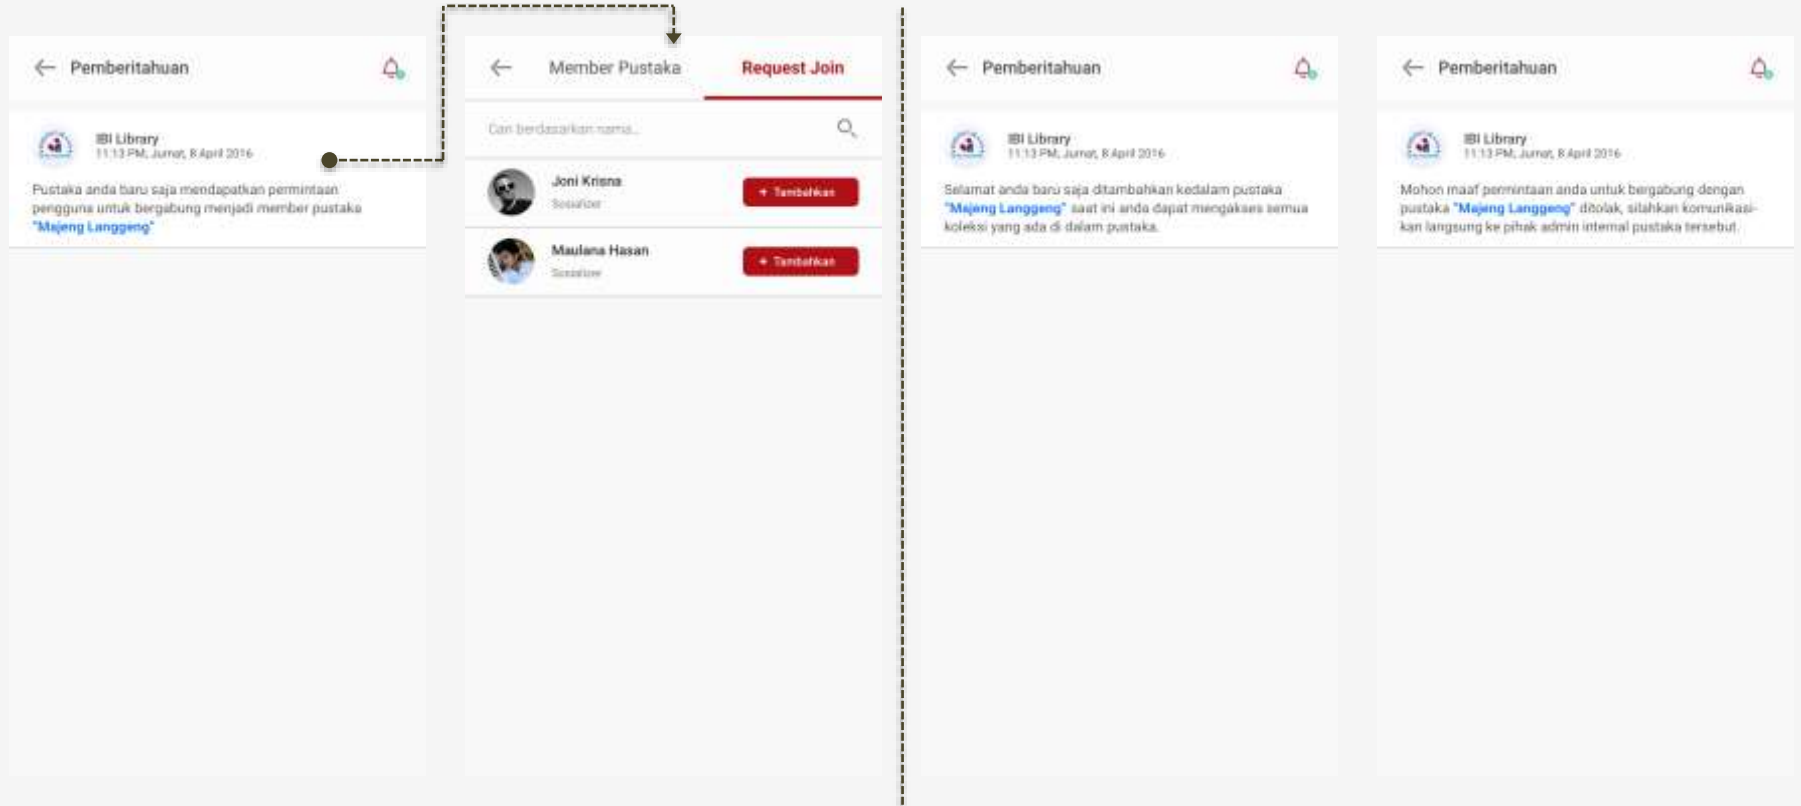 Pemberitahuan
IBI Library
11:13 PM, Jumat, 8 April 2016
Pustaka anda baru saja mendapatkan permintaan
pengguna untuk bergabung menjadi member pustaka
"Majeng Langgeng"
Member Pustaka
Request Join
Cari berdasarkan nama...
Joni Krisna
Sosializer
+ Tambahkan
Maulana Hasan
Sosializer
+ Tambahkan
Pemberitahuan
IBI Library
11:13 PM, Jumat, 8 April 2016
Selamat anda baru saja ditambahkan kedalam pustaka
"Majeng Langgeng" saat ini anda dapat mengakses semua
koleksi yang ada di dalam pustaka.
Pemberitahuan
IBI Library
11:13 PM, Jumat, 8 April 2016
Mohon maaf permintaan anda untuk bergabung dengan
pustaka "Majeng Langgeng" ditolak, silahkan komunikasi-
kan langsung ke pihak admin internal pustaka tersebut.